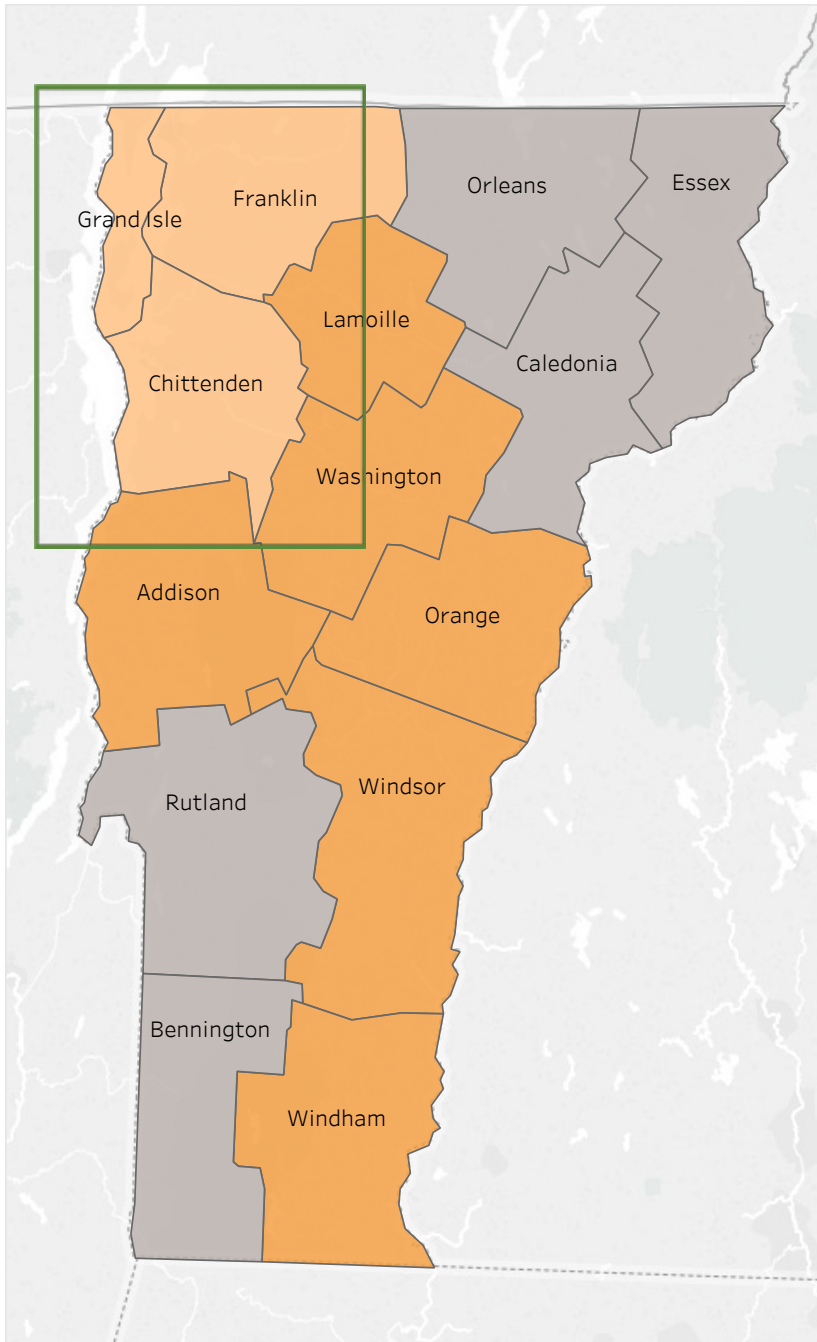 Orleans
Essex
Franklin
Grand Isle
Lamoille
Caledonia
Chittenden
Washington
Addison
Orange
Windsor
Rutland
Bennington
Windham